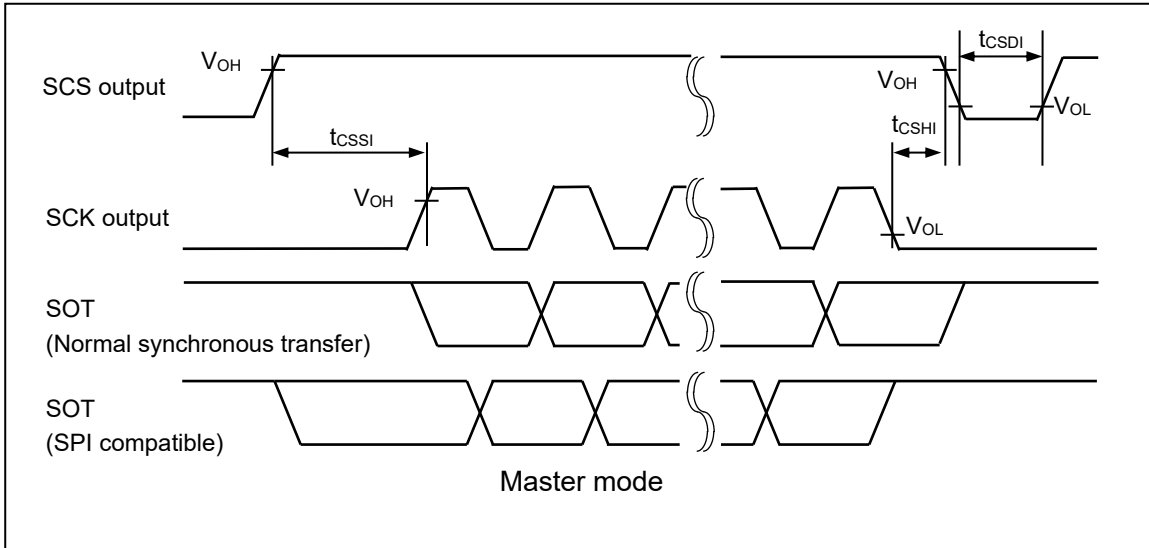 tCSDI
VOH
SCS output
VOH
VOL
tCSHI
tCSSI
VOH
SCK output
VOL
SOT
(Normal synchronous transfer)
SOT
(SPI compatible)
Master mode